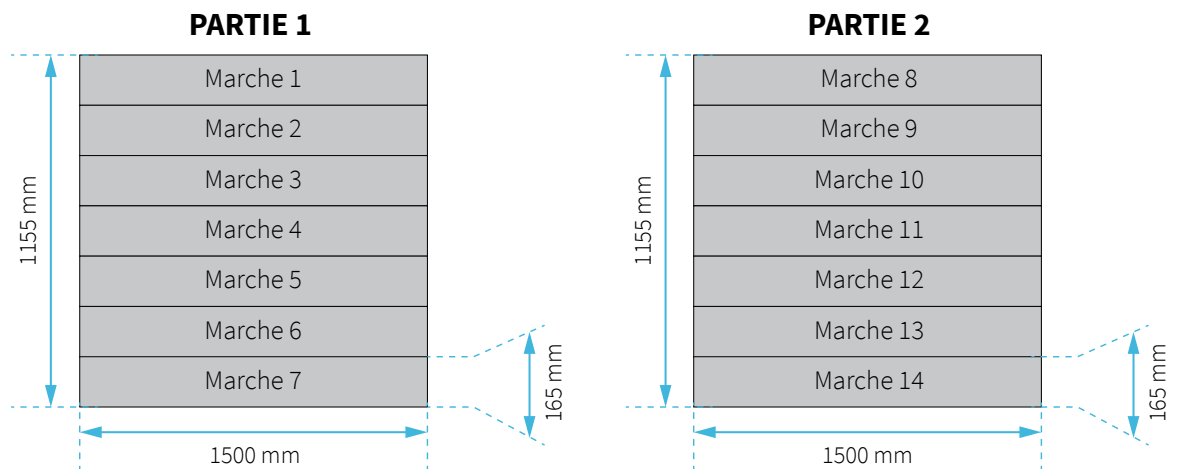 PARTIE 1
Marche 1
Marche 2
Marche 3
Marche 4
Marche 5
Marche 6
Marche 7
1155 mm
165 mm
1500 mm
PARTIE 2
Marche 8
Marche 9
Marche 10
Marche 11
Marche 12
Marche 13
Marche 14
1155 mm
165 mm
1500 mm